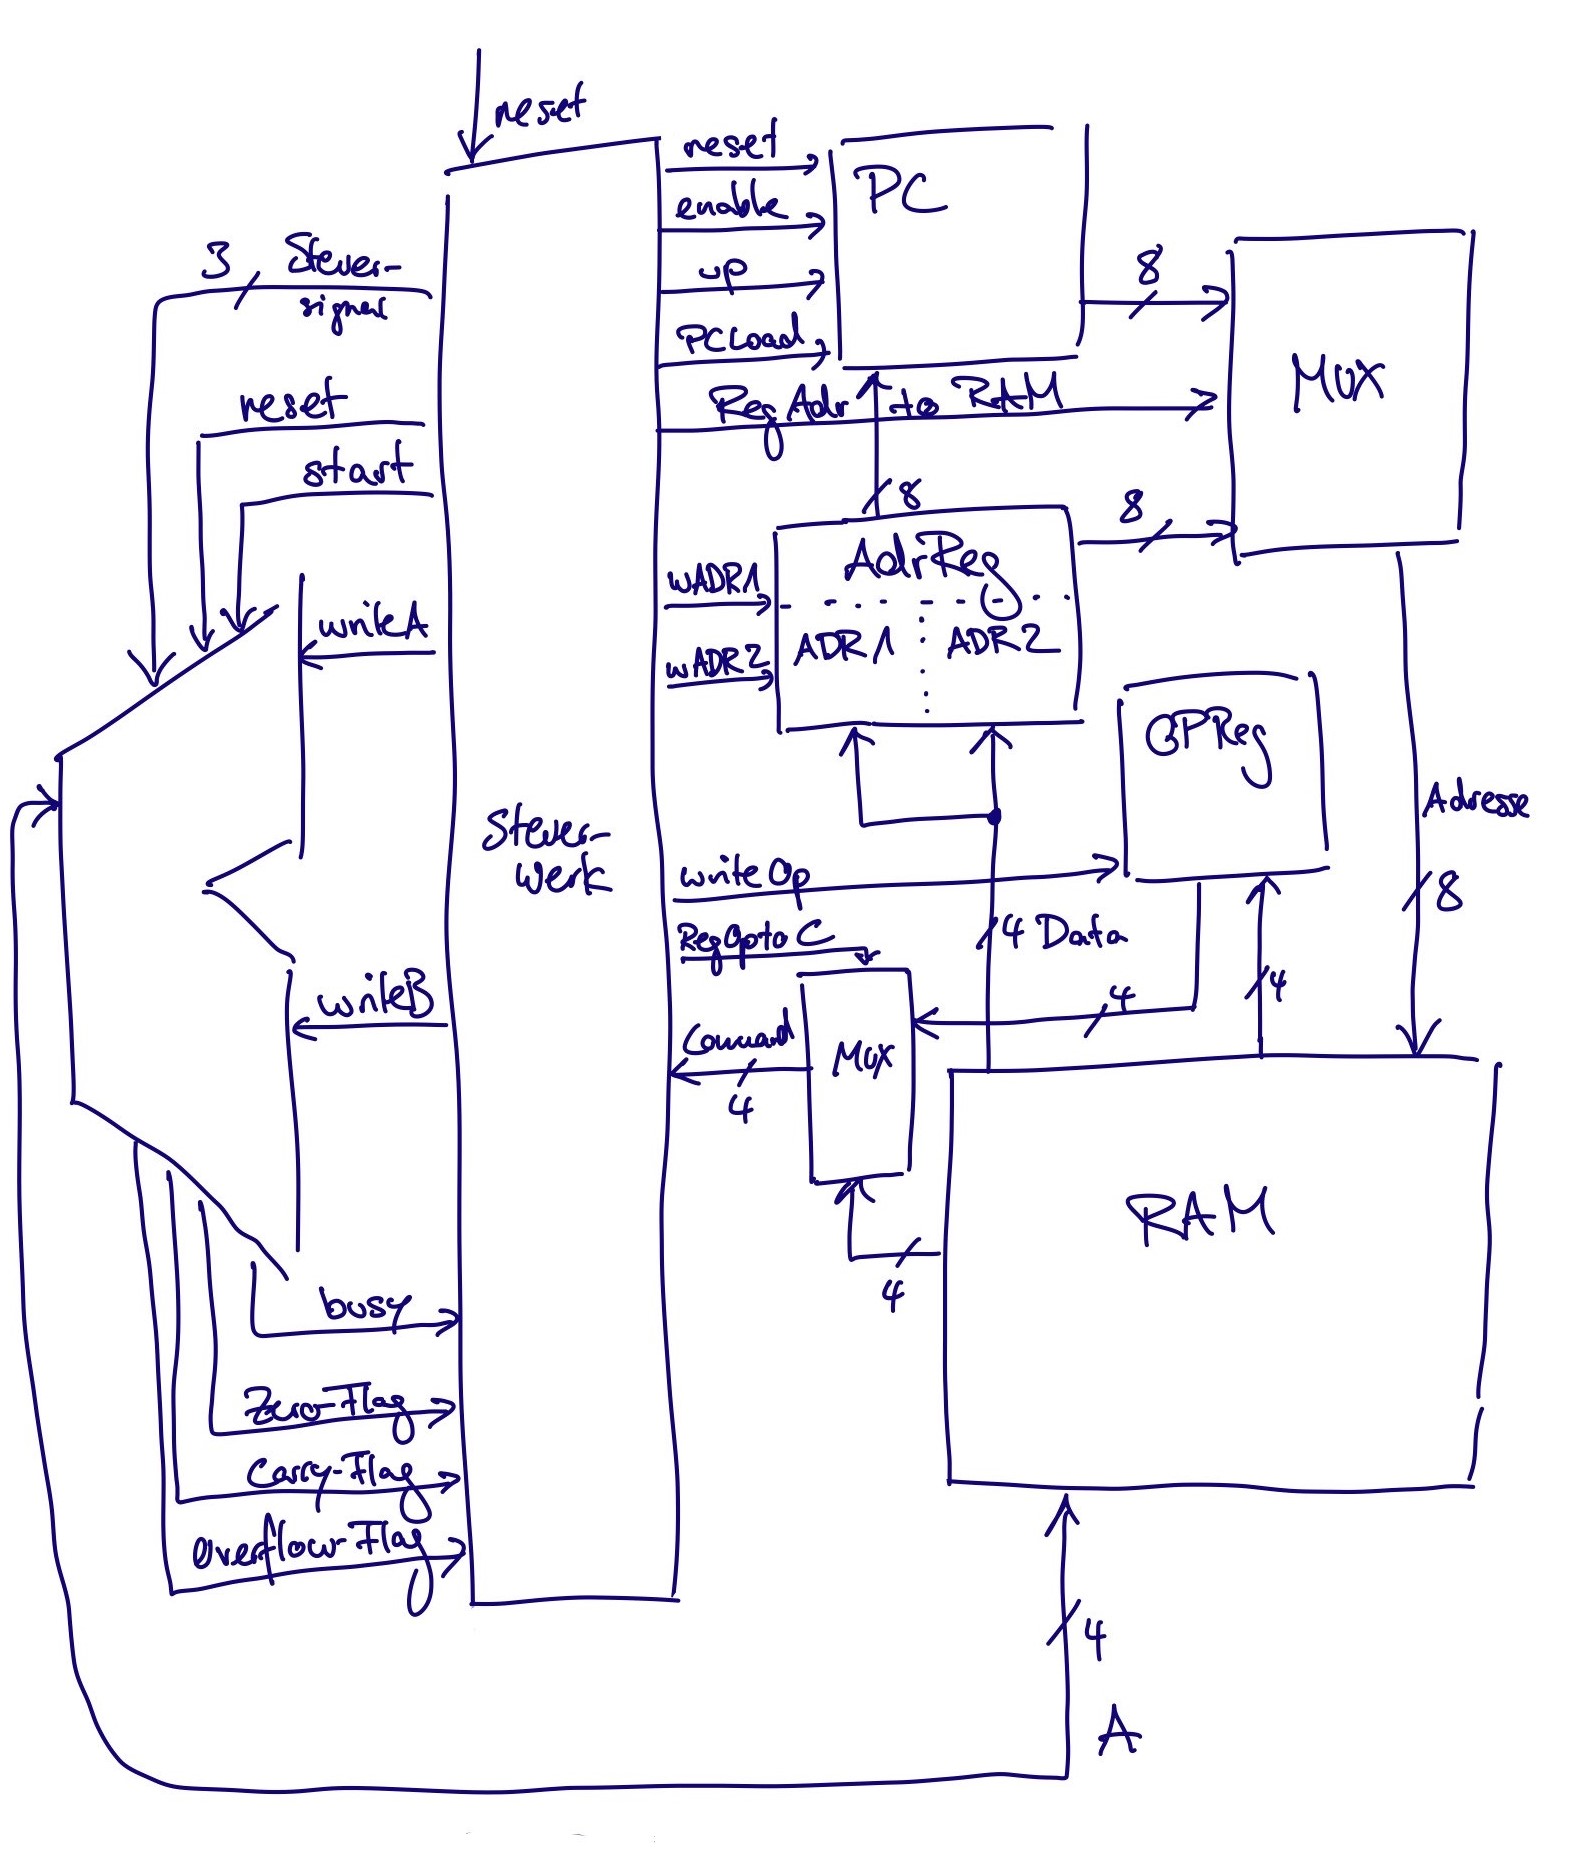 reset
reset
PC
enable
3 Steuer-
signal
up
8
PCLoad
MUX
RegAdr to RAM
reset
start
8
8
AdrReg
wADR1
writeA
ADR1 ADR2
wADR2
OPReg
Adresse
Steuer-
werk
writeOp
8
RegOptoC
4 Data
4
4
writeB
Command
MUX
4
RAM
4
busy
Zero-Flag
Carry-Flag
Overflow-Flag
4
A